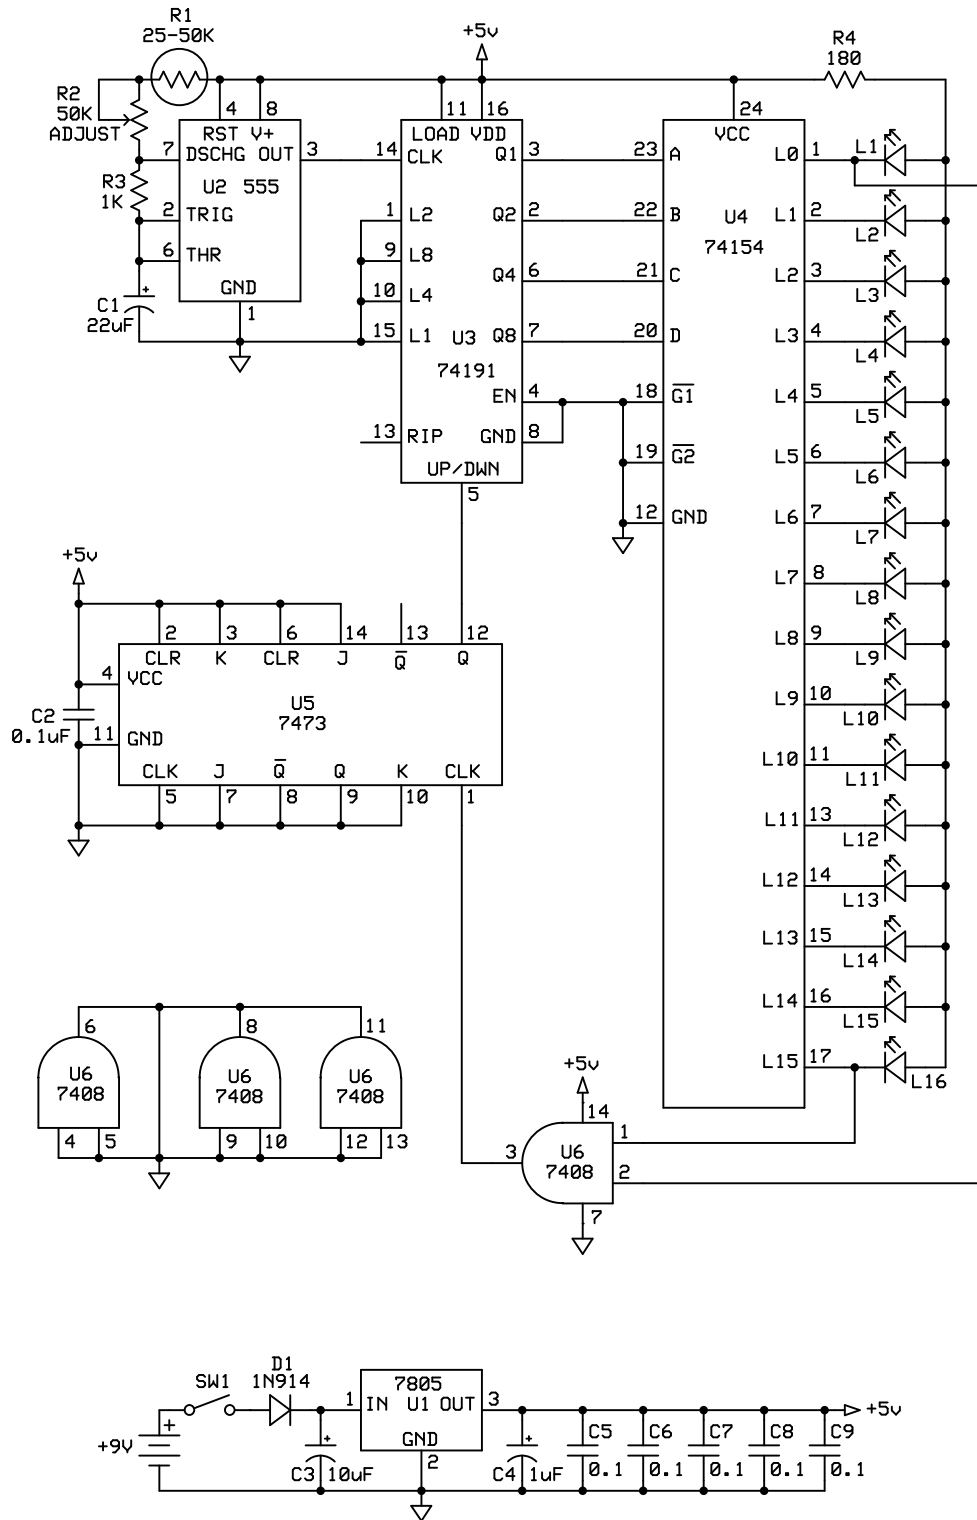 R1
25-50K
+5v
R4
180
R2
50K
ADJUST
4
8
11
16
24
RST V+
LOAD VDD
VCC
7
DSCHG OUT
3
14
CLK
Q1
3
23
A
L0
1
L1
R3
1K
U2 555
2
TRIG
1
L2
Q2
2
22
B
U4
74154
L1
2
L2
6
THR
9
L8
Q4
6
21
C
L2
3
L3
GND
1
C1
22uF
+
10
L4
15
L1
U3
74191
Q8
7
20
D
L3
4
L4
EN
4
18
G1
L4
5
L5
13
RIP
GND
8
UP/DWN
5
19
G2
L5
6
L6
12
GND
L6
7
L7
+5v
L7
8
L8
2
3
6
14
13
12
CLR
K
CLR
J
Q
Q
L8
9
L9
4
VCC
U5
7473
C2
0.1uF
11
GND
L9
10
L10
CLK
J
Q
Q
K
CLK
5
7
8
9
10
1
L10
11
L11
L11
13
L12
L12
14
L13
L13
15
L14
L14
16
L15
L15
17
L16
6
8
11
U6
7408
U6
7408
U6
7408
4
5
9
10
12
13
+5v
14
3
U6
7408
1
2
7
+9V
+
SW1
D1
1N914
1
7805
IN U1 OUT
GND
3
2
+
C3
10uF
+
C4
1uF
C5
0.1
C6
0.1
C7
0.1
C8
0.1
C9
0.1
+5v